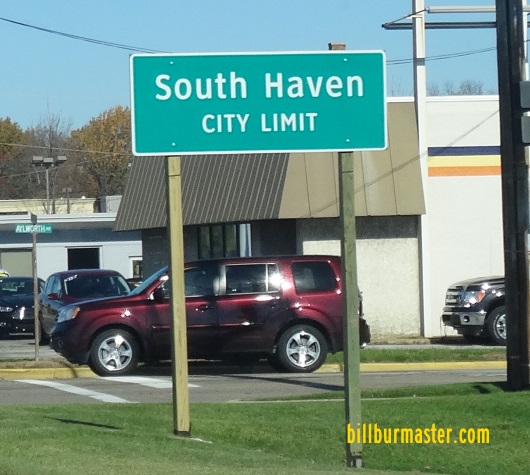 South Haven
CITY LIMIT
AYLWORTH
billburmaster.com